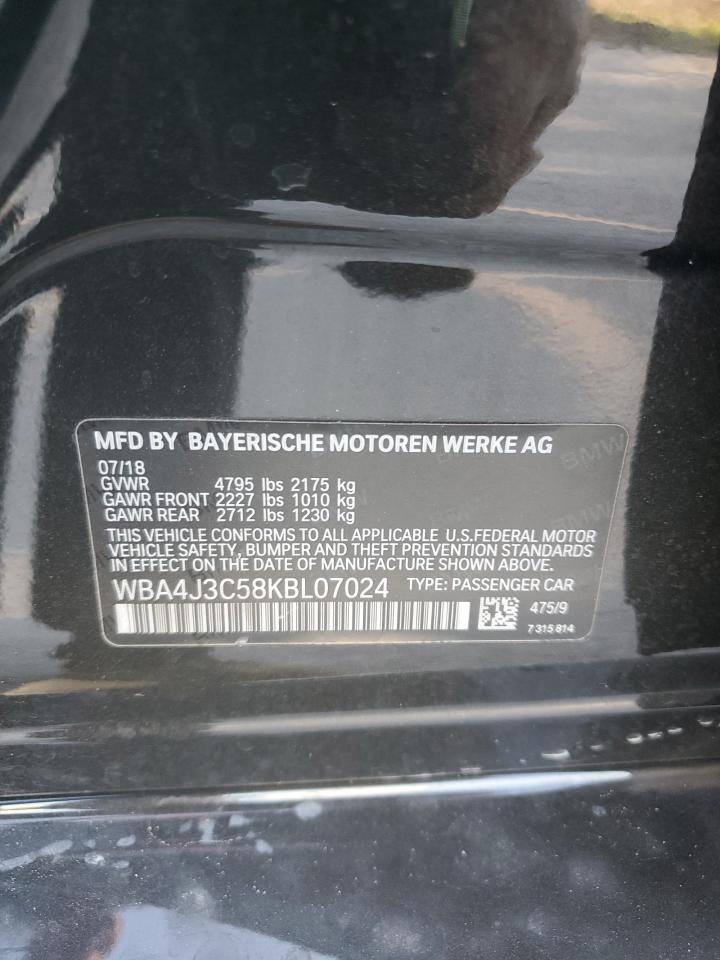 MFD BY BAYERISCHE MOTOREN WERKE AG
07/18
GVWR 4795 lbs 2175 kg
GAWR FRONT 2227 lbs 1010 kg
GAWR REAR 2712 lbs 1230 kg
THIS VEHICLE CONFORMS TO ALL APPLICABLE U.S.FEDERAL MOTOR
VEHICLE SAFETY, BUMPER AND THEFT PREVENTION STANDARDS
IN EFFECT ON THE DATE OF MANUFACTURE SHOWN ABOVE.
WBA4J3C58KBL07024 TYPE: PASSENGER CAR
475/9
7 315 814